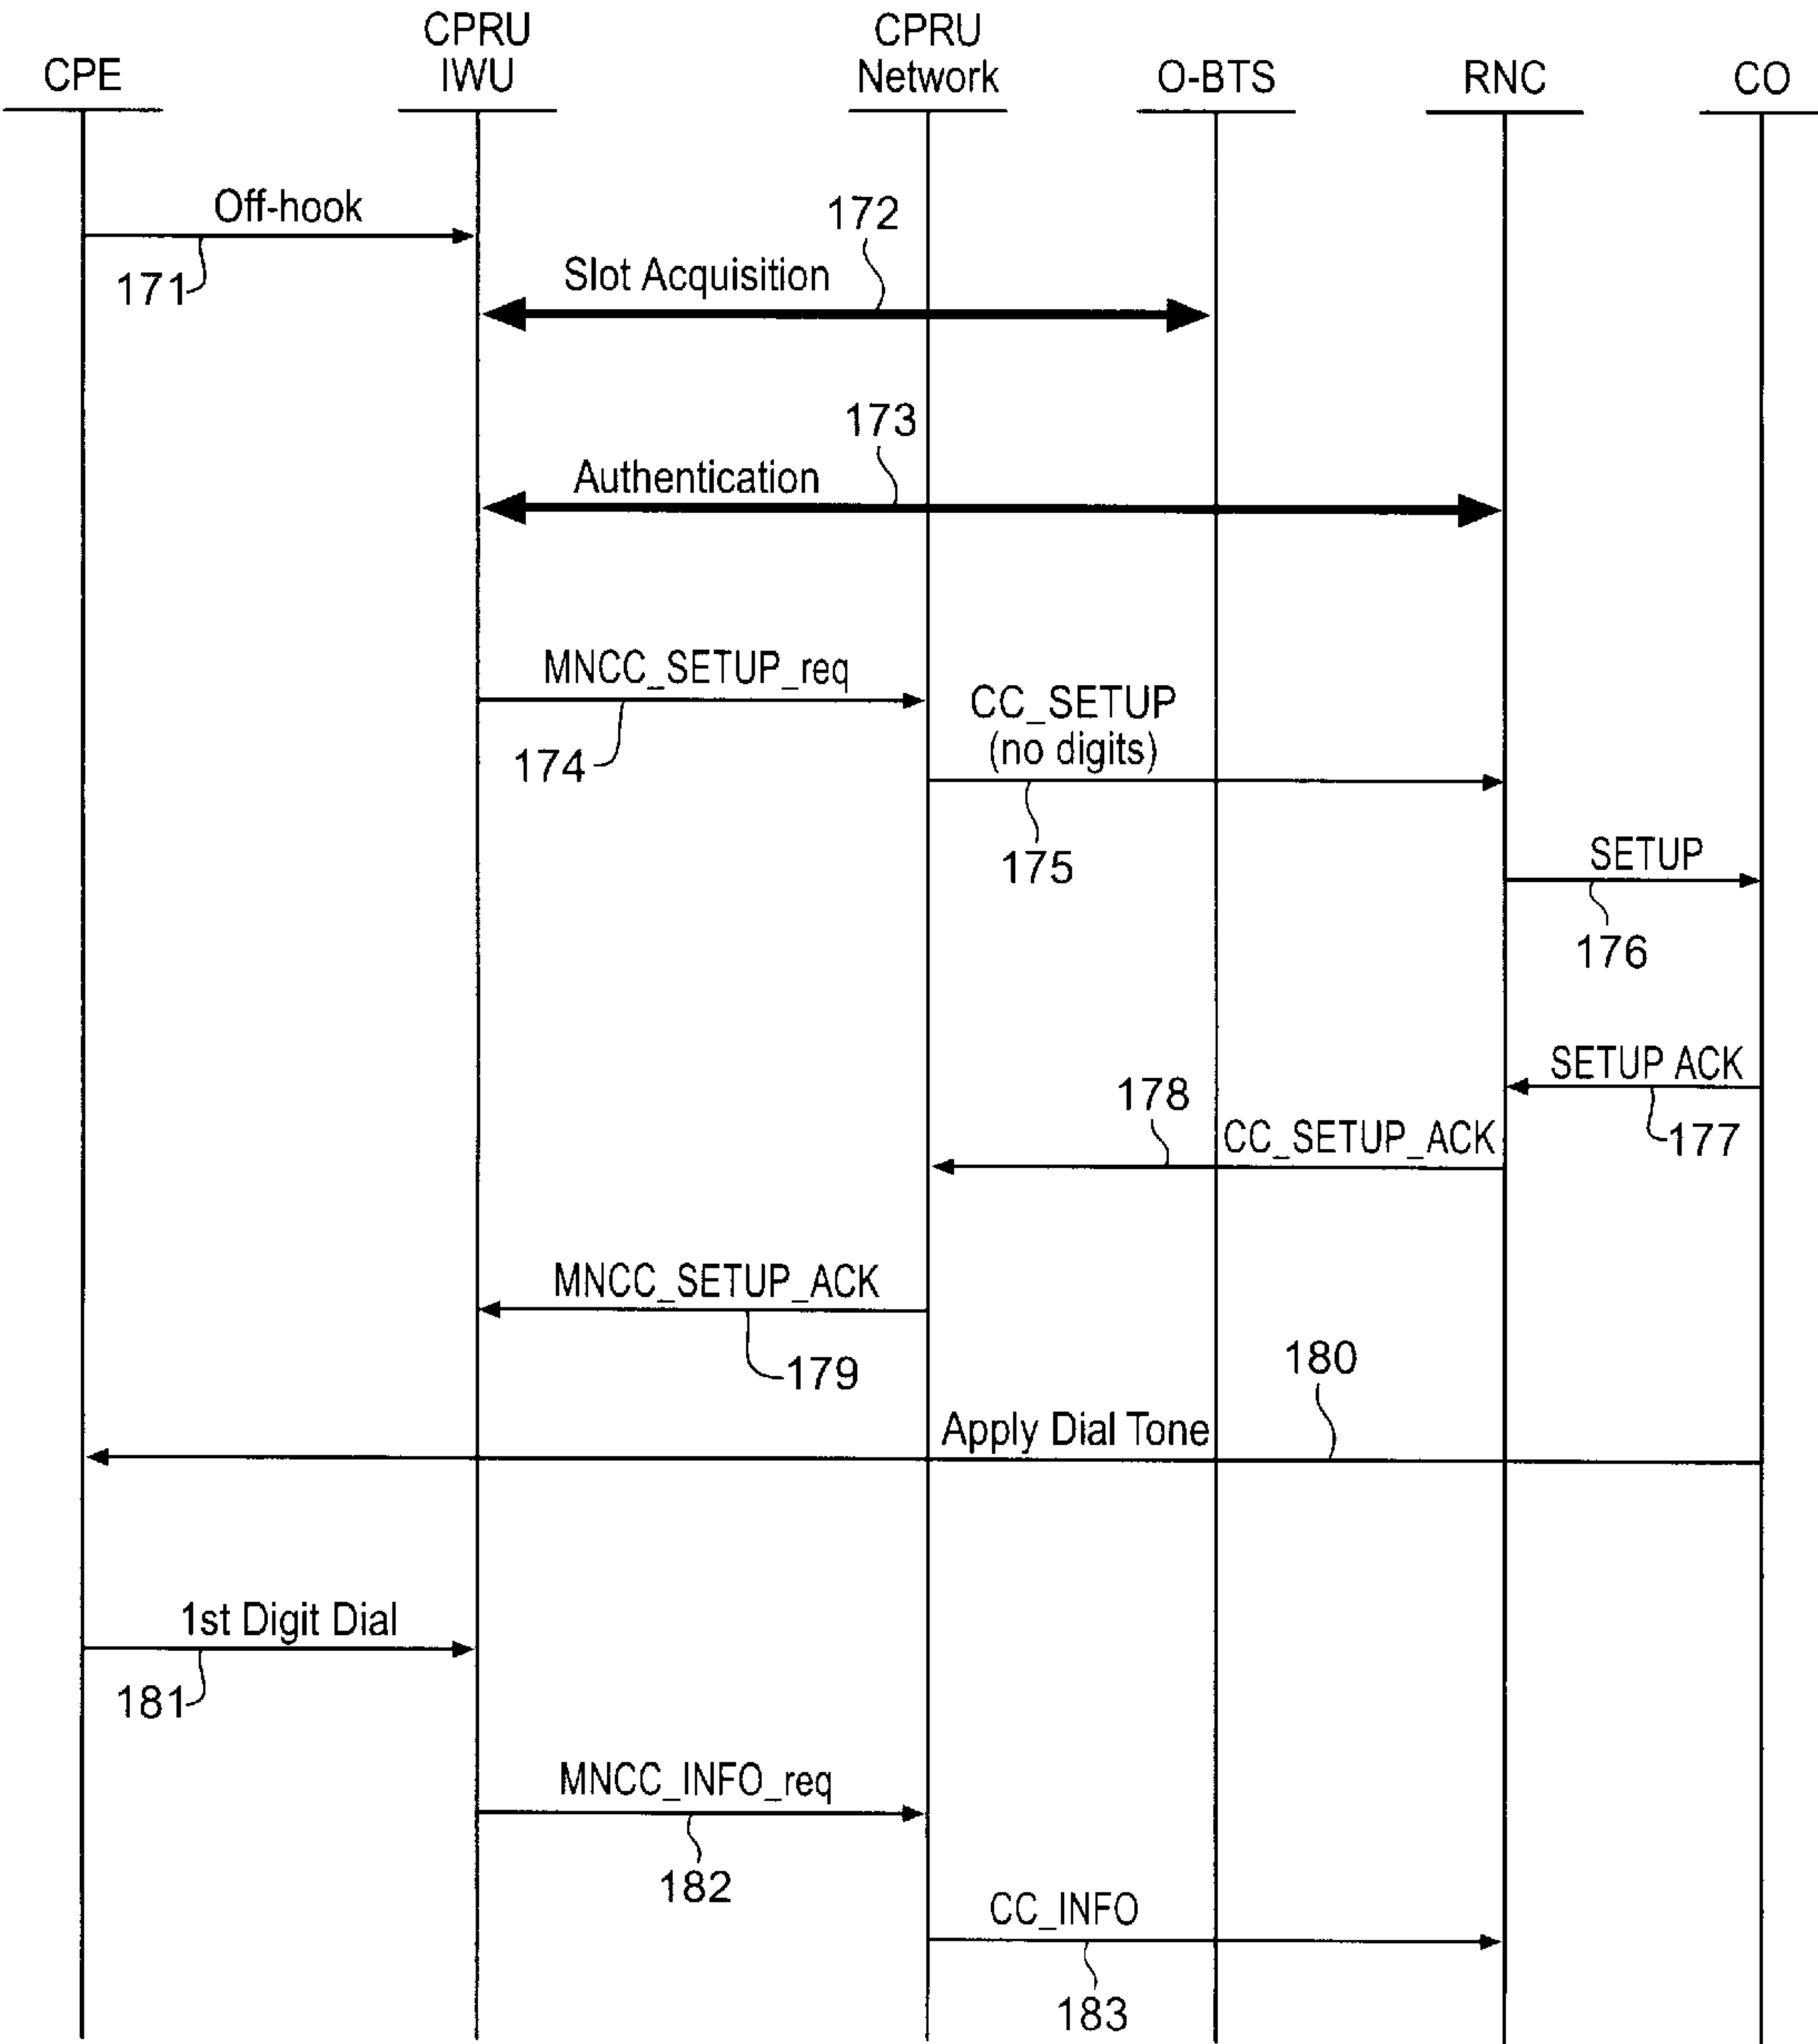 CPE
CPRU
IWU
CPRU
Network
O-BTS
RNC
CO
Off-hook
171
172
Slot Acquisition
173
Authentication
MNCC_SETUP_req
174
CC_SETUP
(no digits)
175
SETUP
176
SETUP ACK
177
178
CC_SETUP_ACK
MNCC_SETUP_ACK
179
180
Apply Dial Tone
1st Digit Dial
181
MNCC_INFO_req
182
CC_INFO
183